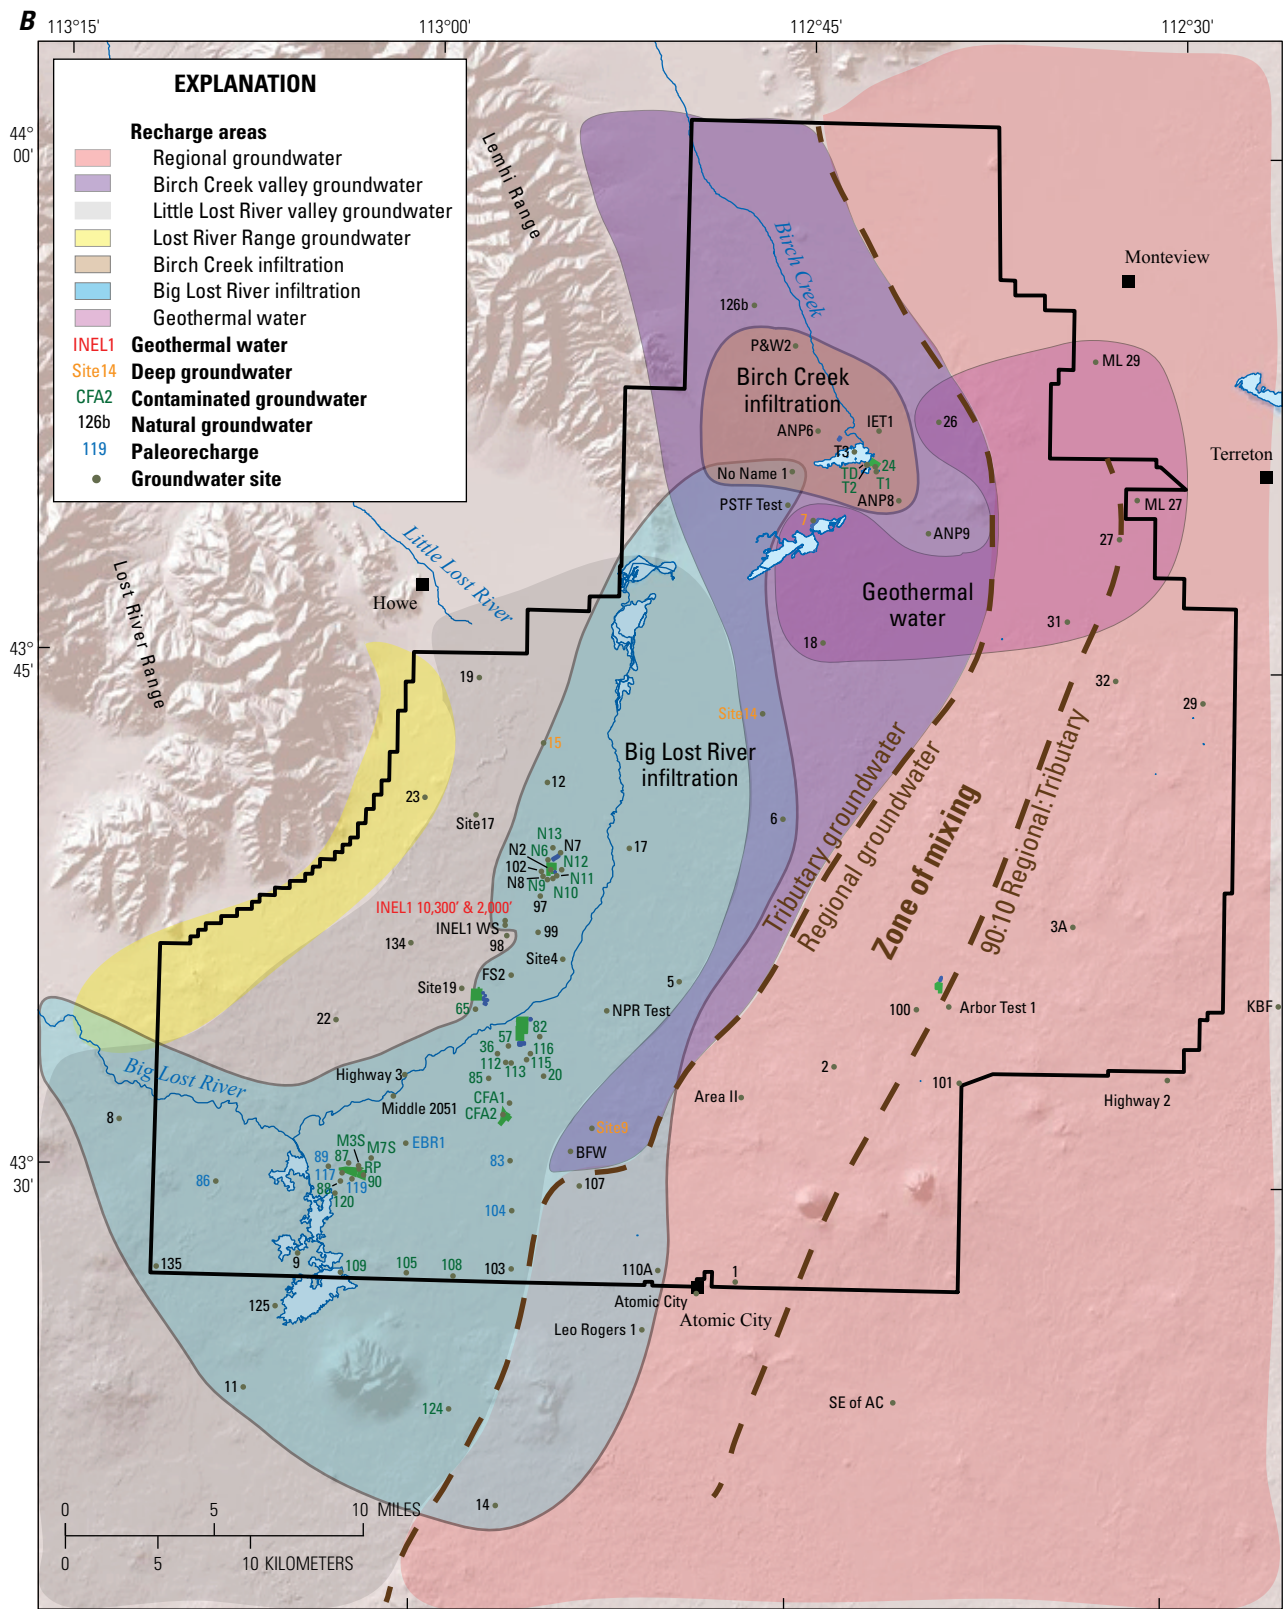 B
113°15'
113°00'
112°45'
112°30'
44°
00'
43°
45'
43°
30'
EXPLANATION
Recharge areas
Regional groundwater
Birch Creek valley groundwater
Little Lost River valley groundwater
Lost River Range groundwater
Birch Creek infiltration
Big Lost River infiltration
Geothermal water
INEL1 Geothermal water
Site14 Deep groundwater
CFA2 Contaminated groundwater
126b Natural groundwater
119 Paleorecharge
Groundwater site
Lemhi Range
Birch Creek
Monteview
126b
P&W2
ML 29
Birch Creek
infiltration
ANP6
IET1
26
Terreton
T3
No Name 1
TD
24
T2
T1
PSTF Test
ANP8
ML 27
7
ANP9
27
Little Lost River
Howe
Lost River Range
Geothermal
water
31
18
19
32
29
Site14
15
Big Lost River
infiltration
12
23
Site17
6
N13
N2
N6
N7
17
102
N12
N8
N11
N9
N10
97
INEL1 10,300' & 2,000'
INEL1 WS
99
98
134
Site4
FS2
Site19
5
65
NPR Test
22
Tributary groundwater
Regional groundwater
Zone of mixing
90:10 Regional:Tributary
3A
100
Arbor Test 1
KBF
82
57
36
116
112
115
113
85
20
Highway 3
Middle 2051
CFA1
CFA2
Big Lost River
8
2
101
Area II
Highway 2
Site9
EBR1
BFW
M3S
M7S
89
87
RP
83
117
86
88
119
90
120
107
104
135
9
109
105
108
103
110A
1
125
Atomic City
Atomic City
Leo Rogers 1
11
SE of AC
124
14
0 5 10 MILES
0 5 10 KILOMETERS